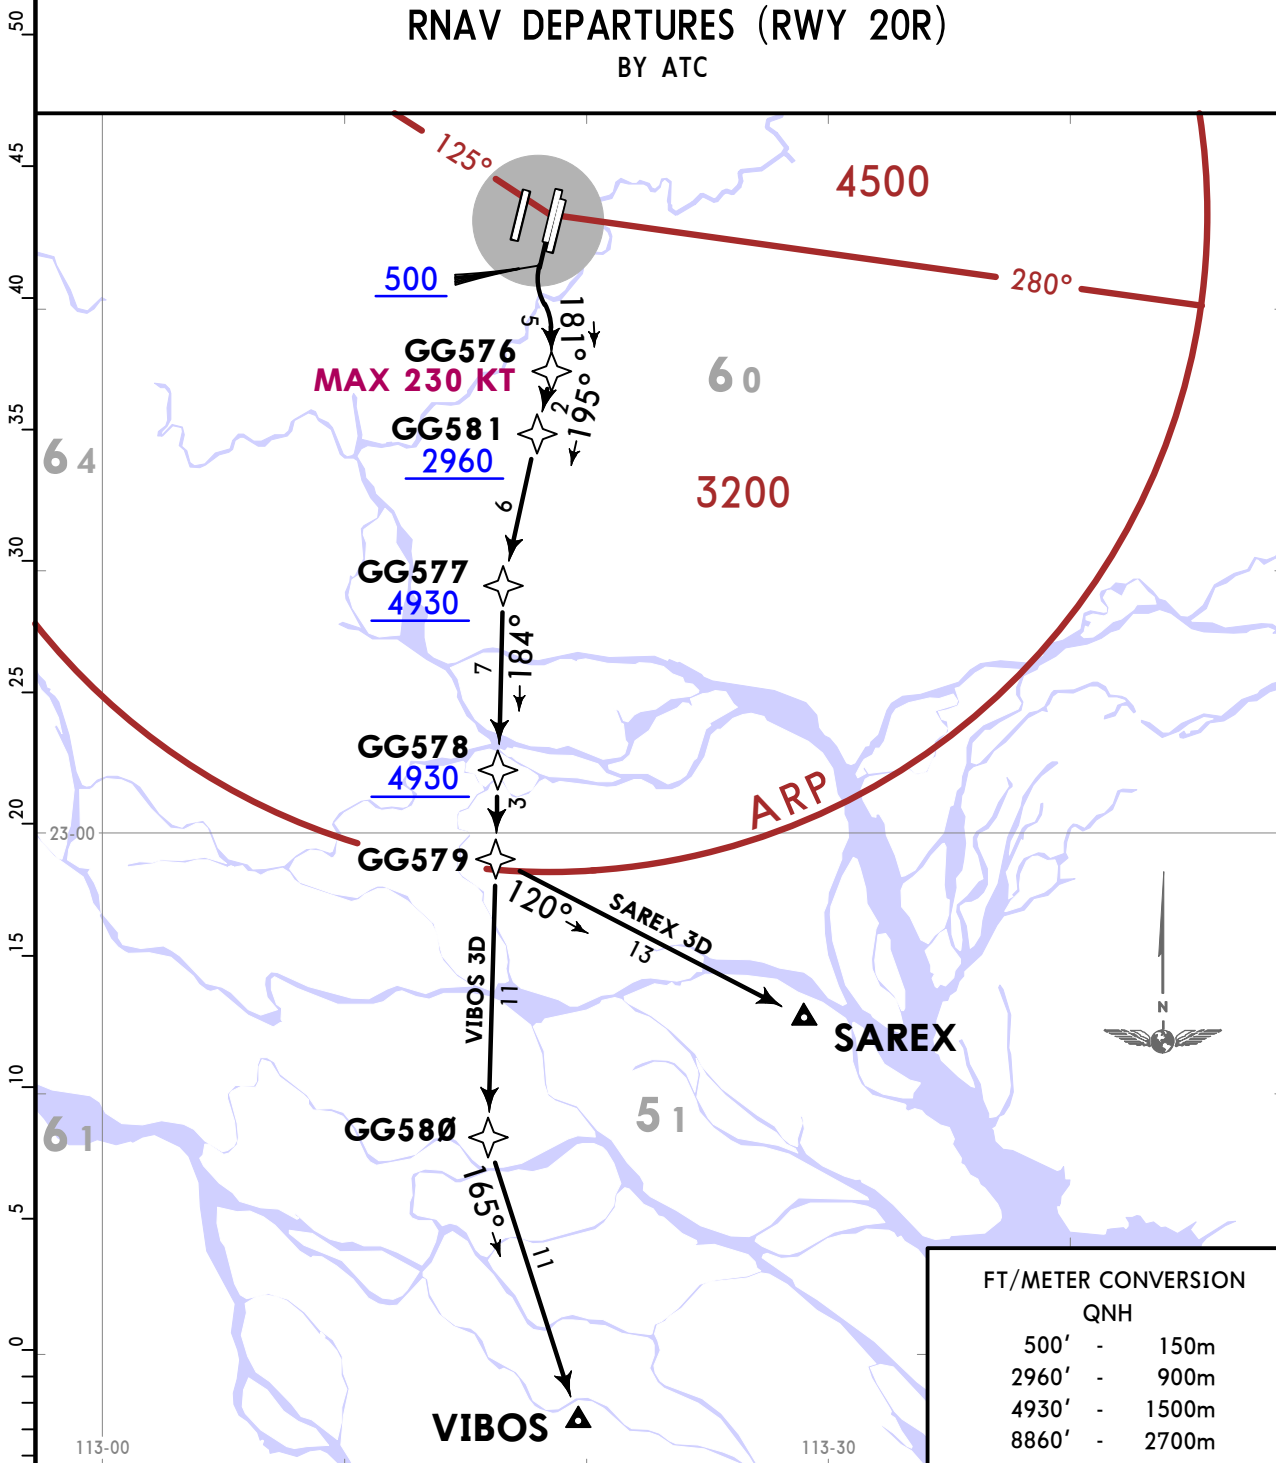 RNAV DEPARTURES (RWY 20R)
BY ATC
50
45
40
35
30
25
20
15
10
5
0
125°
4500
280°
500
5
181°
GG576
MAX 230 KT
2
195°
60
GG581
2960
64
3200
6
GG577
4930
7
184°
GG578
4930
3
ARP
23-00
GG579
120°
SAREX 3D
13
VIBOS 3D
11
SAREX
N
51
61
GG58Ø
165°
11
VIBOS
113-00
113-30
FT/METER CONVERSION
QNH
500' - 150m
2960' - 900m
4930' - 1500m
8860' - 2700m